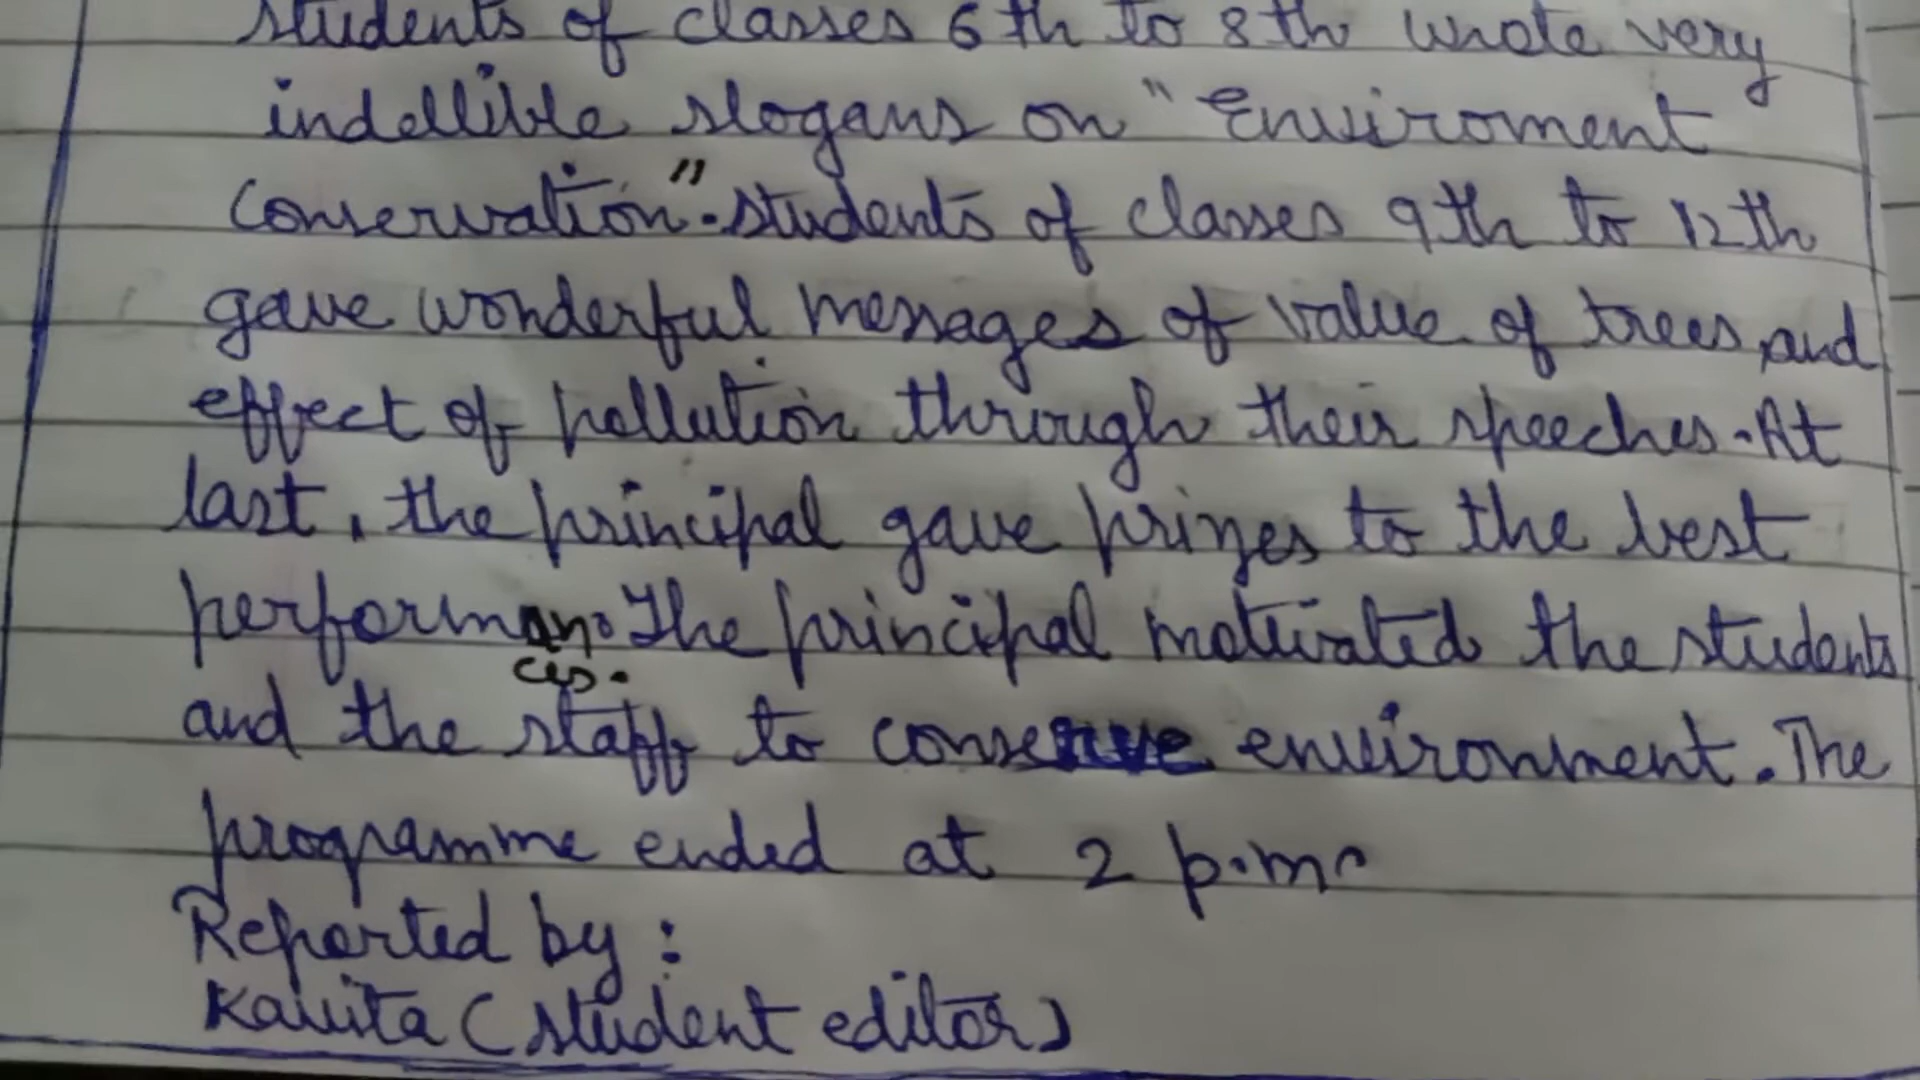 students of classes 6th to 8th wrote very
indellible slogans on "Enviroment
Conservation". students of classes 9th to 12th
gave wonderful messages of value of trees and
effect of pollution through their speeches. At
last, the principal gave prizes to the best
performan. The principal motivated the students
ces.
and the staff to conserve environment. The
programme ended at 2 p.m.
Reported by:
Kavita (student editor)